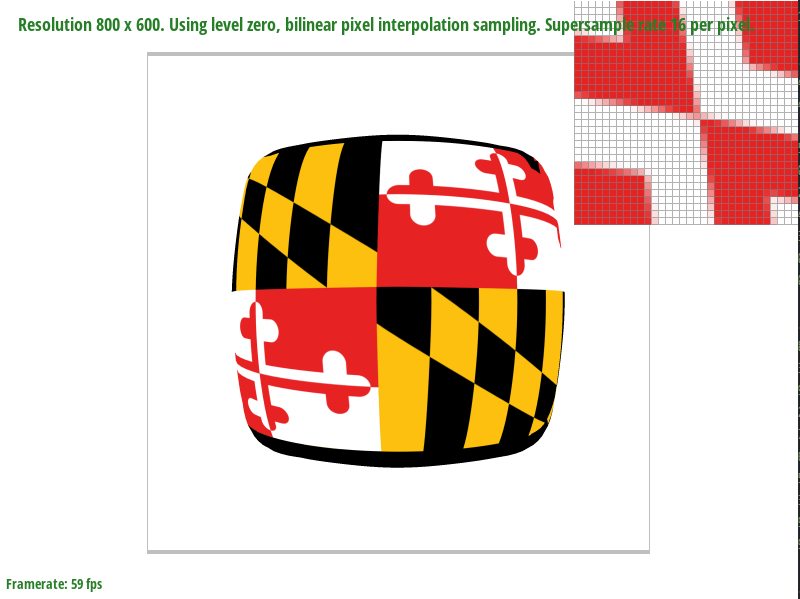 Resolution 800 x 600. Using level zero, bilinear pixel interpolation sampling. Supersample rate 16 per pixel.
Framerate: 59 fps